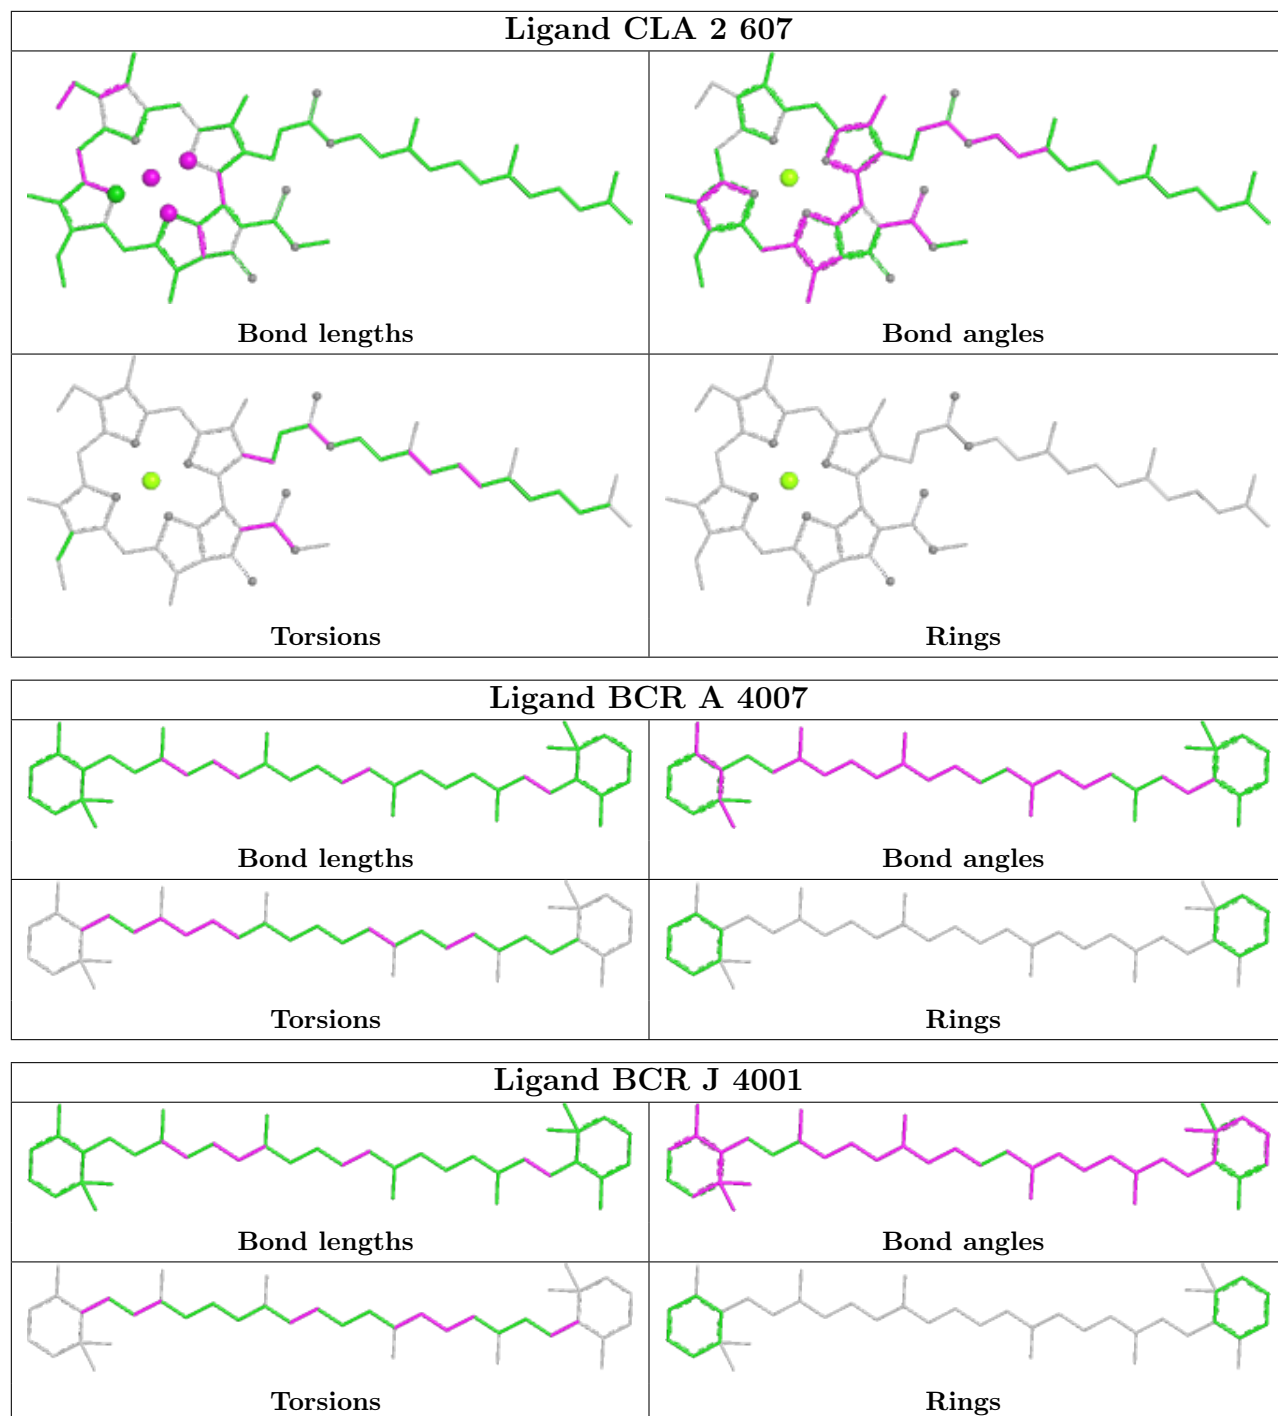 Ligand CLA 2 607
Bond lengths
Bond angles
Torsions
Rings
Ligand BCR A 4007
Bond lengths
Bond angles
Torsions
Rings
Ligand BCR J 4001
Bond lengths
Bond angles
Torsions
Rings